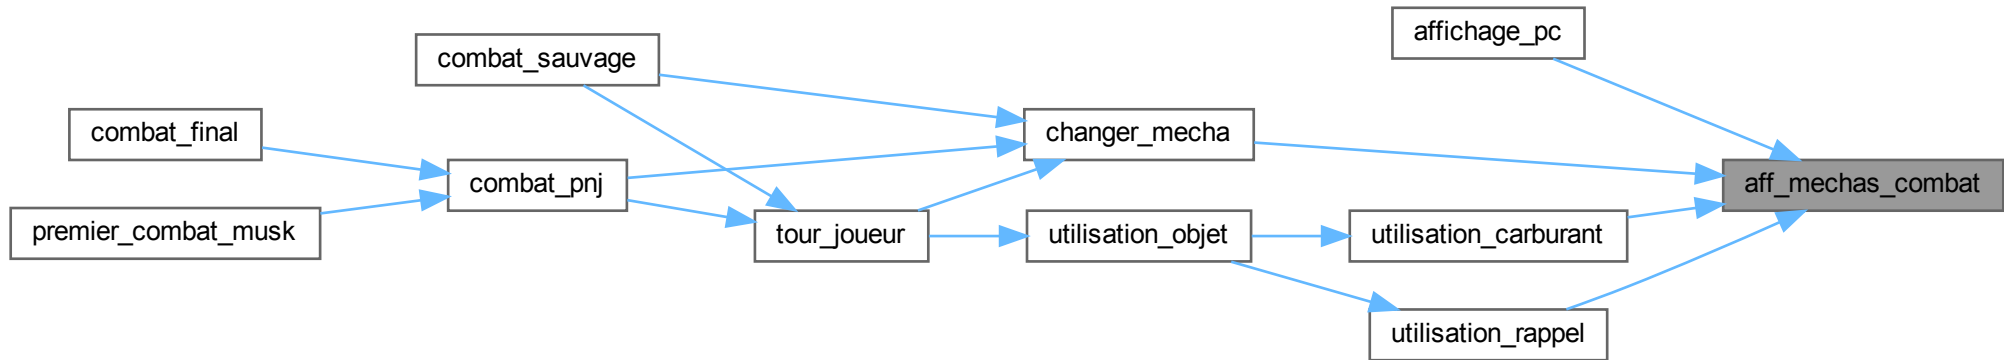 affichage_pc
combat_sauvage
combat_final
changer_mecha
combat_pnj
aff_mechas_combat
premier_combat_musk
tour_joueur
utilisation_objet
utilisation_carburant
utilisation_rappel